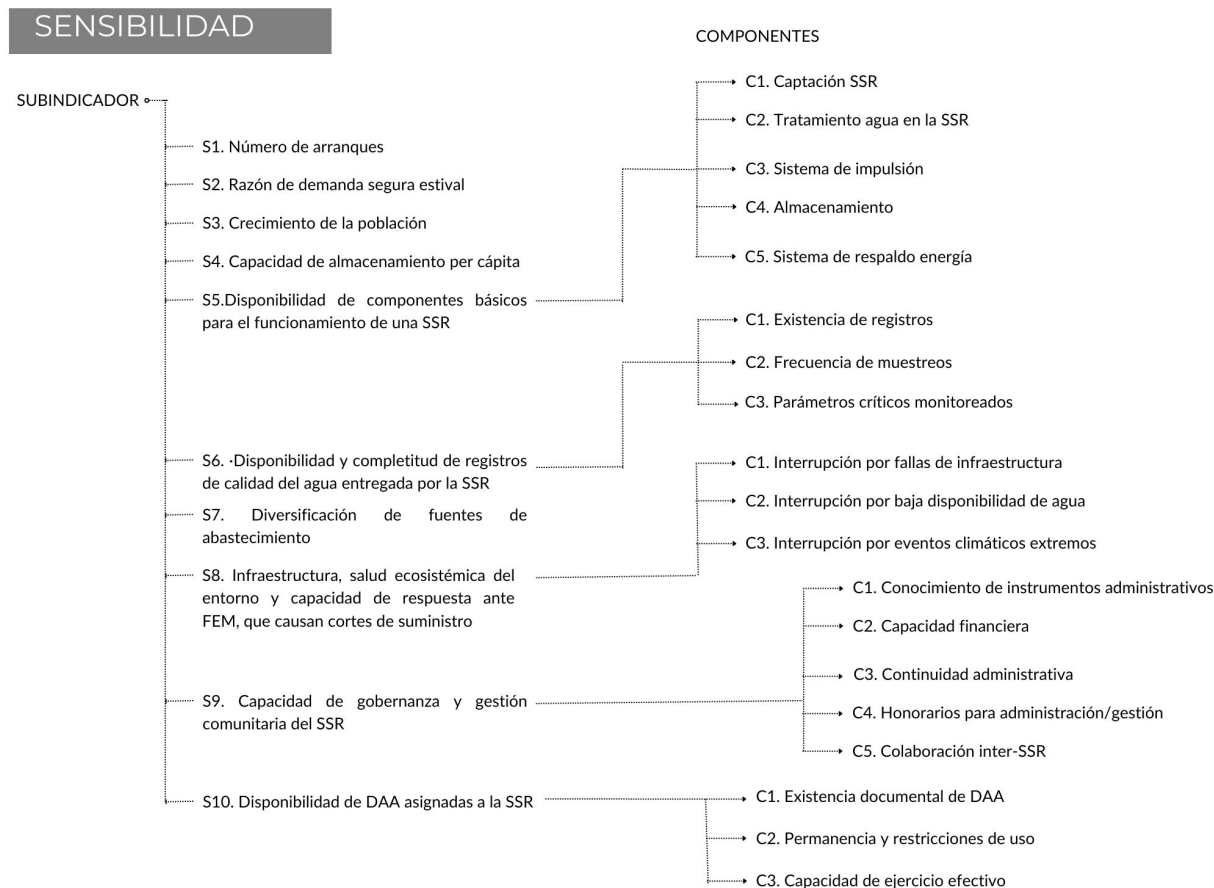 SENSIBILIDAD
SUBINDICADOR
S1. Número de arranques
S2. Razón de demanda segura estival
S3. Crecimiento de la población
S4. Capacidad de almacenamiento per cápita
S5.Disponibilidad de componentes básicos
para el funcionamiento de una SSR
S6. ·Disponibilidad y completitud de registros
de calidad del agua entregada por la SSR
S7. Diversificación de fuentes de
abastecimiento
S8. Infraestructura, salud ecosistémica del
entorno y capacidad de respuesta ante
FEM, que causan cortes de suministro
S9. Capacidad de gobernanza y gestión
comunitaria del SSR
S10. Disponibilidad de DAA asignadas a la SSR
COMPONENTES
C1. Captación SSR
C2. Tratamiento agua en la SSR
C3. Sistema de impulsión
C4. Almacenamiento
C5. Sistema de respaldo energía
C1. Existencia de registros
C2. Frecuencia de muestreos
C3. Parámetros críticos monitoreados
C1. Interrupción por fallas de infraestructura
C2. Interrupción por baja disponibilidad de agua
C3. Interrupción por eventos climáticos extremos
C1. Conocimiento de instrumentos administrativos
C2. Capacidad financiera
C3. Continuidad administrativa
C4. Honorarios para administración/gestión
C5. Colaboración inter-SSR
C1. Existencia documental de DAA
C2. Permanencia y restricciones de uso
C3. Capacidad de ejercicio efectivo